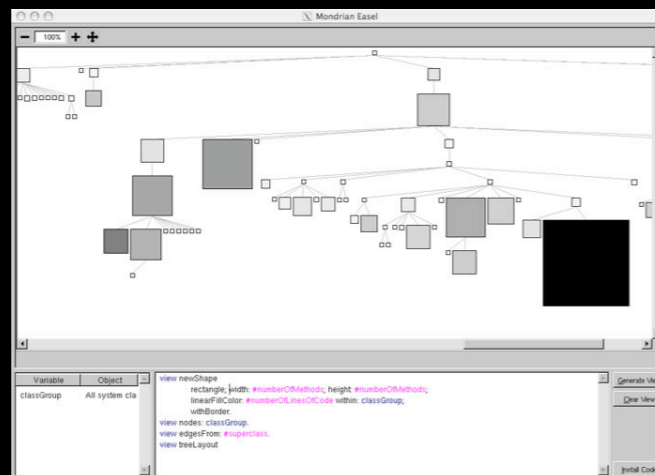 Mondrian Easel
100%
Variable Object
classGroup All system cla
view newShape
rectangle; width: #numberOfMethods; height: #numberOfMethods;
linearFillColor: #numberOfLinesOfCode within: classGroup;
withBorder.
view nodes: classGroup.
view edgesFrom: #superclass.
view treeLayout
Generate Vie
Clear View
Install Code